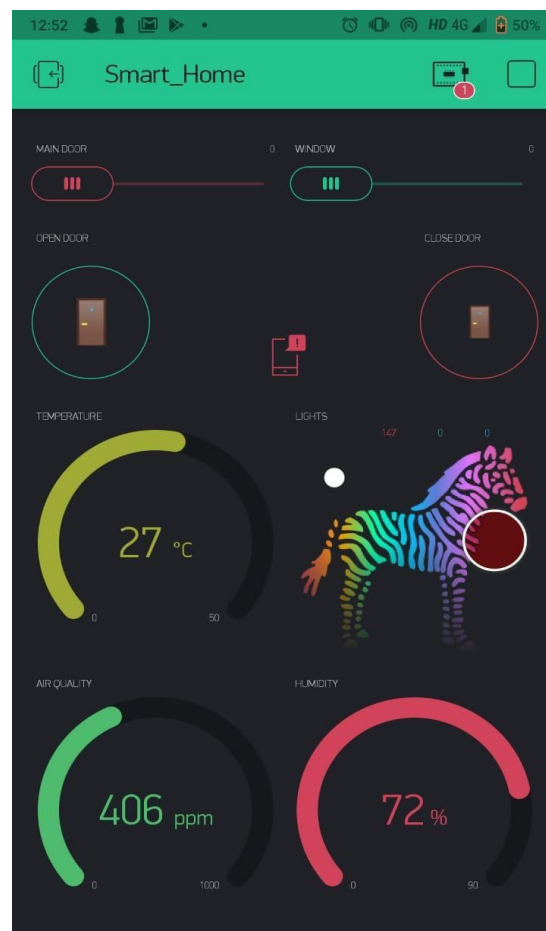 12:52 HD 4G 50%
Smart_Home
1
MAIN DOOR 0 WINDOW 0
OPEN DOOR CLOSE DOOR
!
TEMPERATURE LIGHTS
147 0 0
27 °C
0 50
AIR QUALITY HUMIDITY
406 ppm 72 %
0 1000 0 90